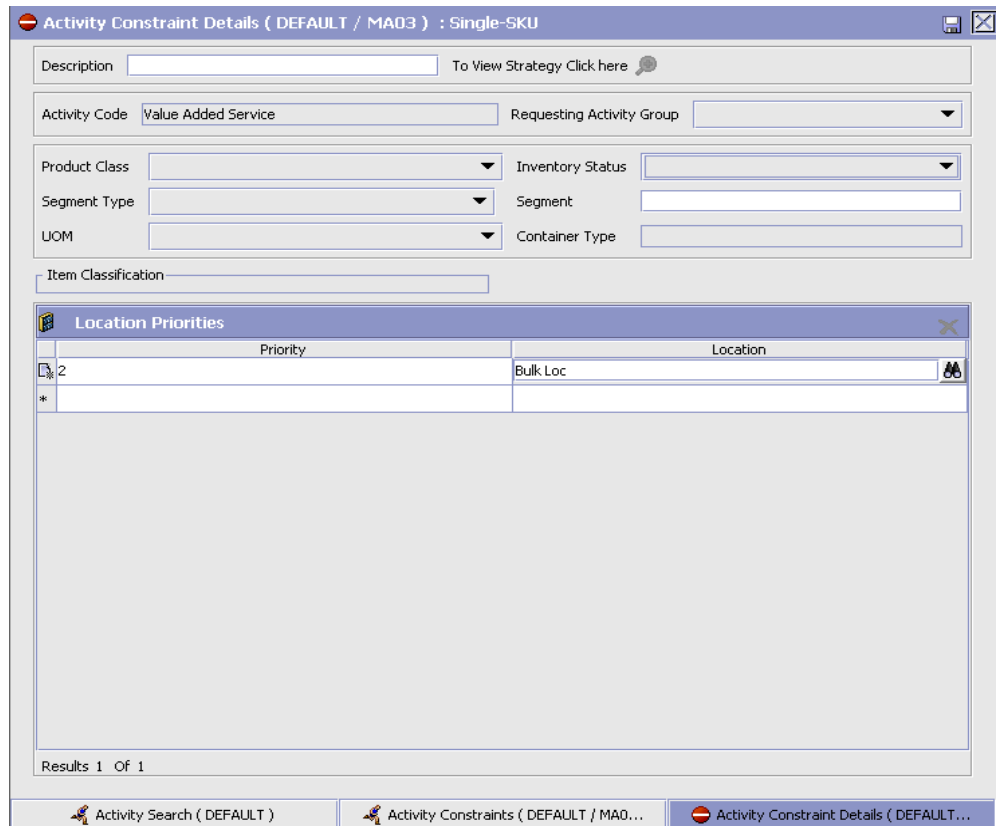 Activity Constraint Details ( DEFAULT / MA03 ) : Single-SKU
Description To View Strategy Click here
Activity Code Value Added Service Requesting Activity Group
Product Class Inventory Status
Segment Type Segment
UOM Container Type
Item Classification
Location Priorities
Priority Location
2 Bulk Loc
*
Results 1 Of 1
Activity Search ( DEFAULT ) Activity Constraints ( DEFAULT / MA0... Activity Constraint Details ( DEFAULT...